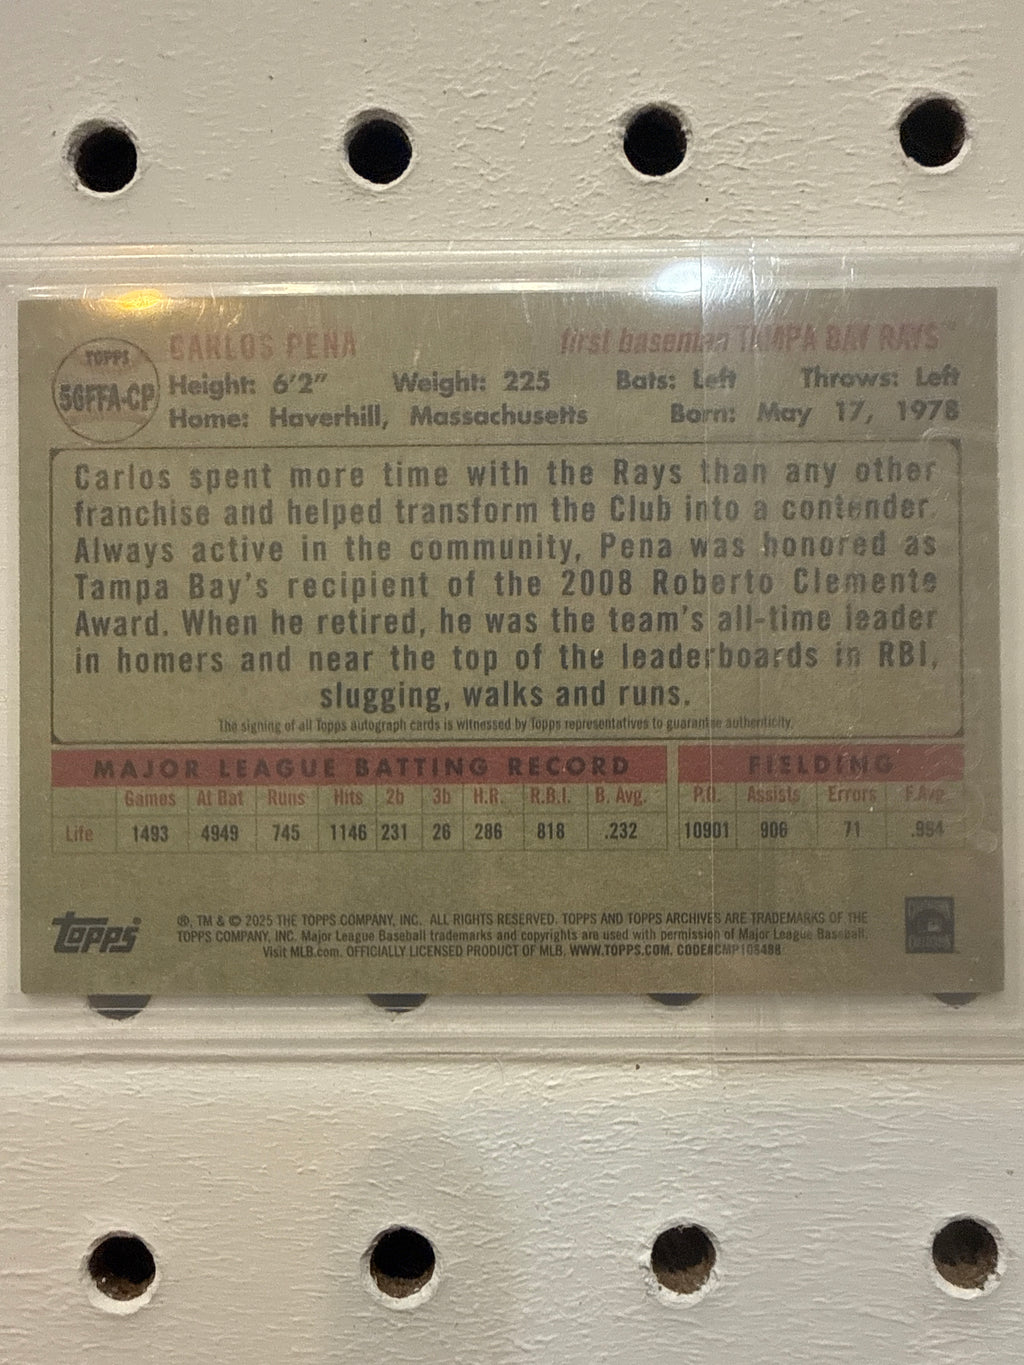 TOPPS
56FFA-CP
CARLOS PENA first baseman TAMPA BAY RAYS™
Height: 6'2" Weight: 225 Bats: Left Throws: Left
Home: Haverhill, Massachusetts Born: May 17, 1978
Carlos spent more time with the Rays than any other
franchise and helped transform the Club into a contender.
Always active in the community, Pena was honored as
Tampa Bay's recipient of the 2008 Roberto Clemente
Award. When he retired, he was the team's all-time leader
in homers and near the top of the leaderboards in RBI,
slugging, walks and runs.
The signing of all Topps autograph cards is witnessed by Topps representatives to guarantee authenticity.
MAJOR LEAGUE BATTING RECORD FIELDING
Games At Bat Runs Hits 2b 3b H.R. R.B.I. B. Avg. P.O. Assists Errors F.Avg.
Life 1493 4949 745 1146 231 26 286 818 .232 10901 906 71 .994
Topps
®, TM & © 2025 THE TOPPS COMPANY, INC. ALL RIGHTS RESERVED. TOPPS AND TOPPS ARCHIVES ARE TRADEMARKS OF THE
TOPPS COMPANY, INC. Major League Baseball trademarks and copyrights are used with permission of Major League Baseball.
Visit MLB.com. OFFICIALLY LICENSED PRODUCT OF MLB. WWW.TOPPS.COM. CODE#CMP105488